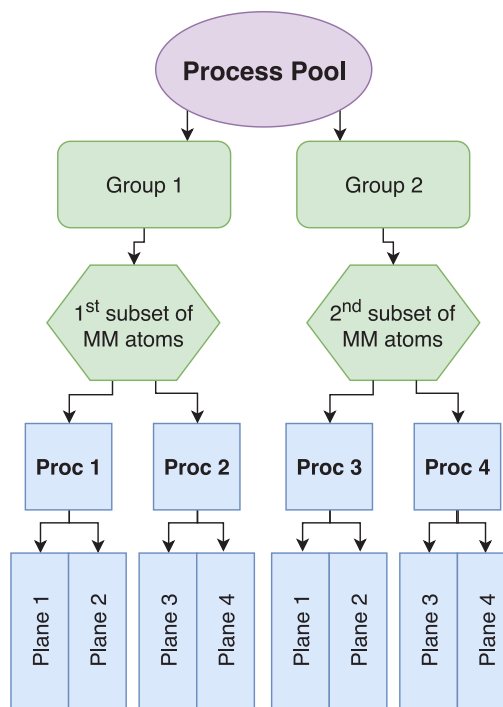 Process Pool
Group 1
Group 2
1st subset of
MM atoms
2nd subset of
MM atoms
Proc 1
Proc 2
Proc 3
Proc 4
Plane 1
Plane 2
Plane 3
Plane 4
Plane 1
Plane 2
Plane 3
Plane 4